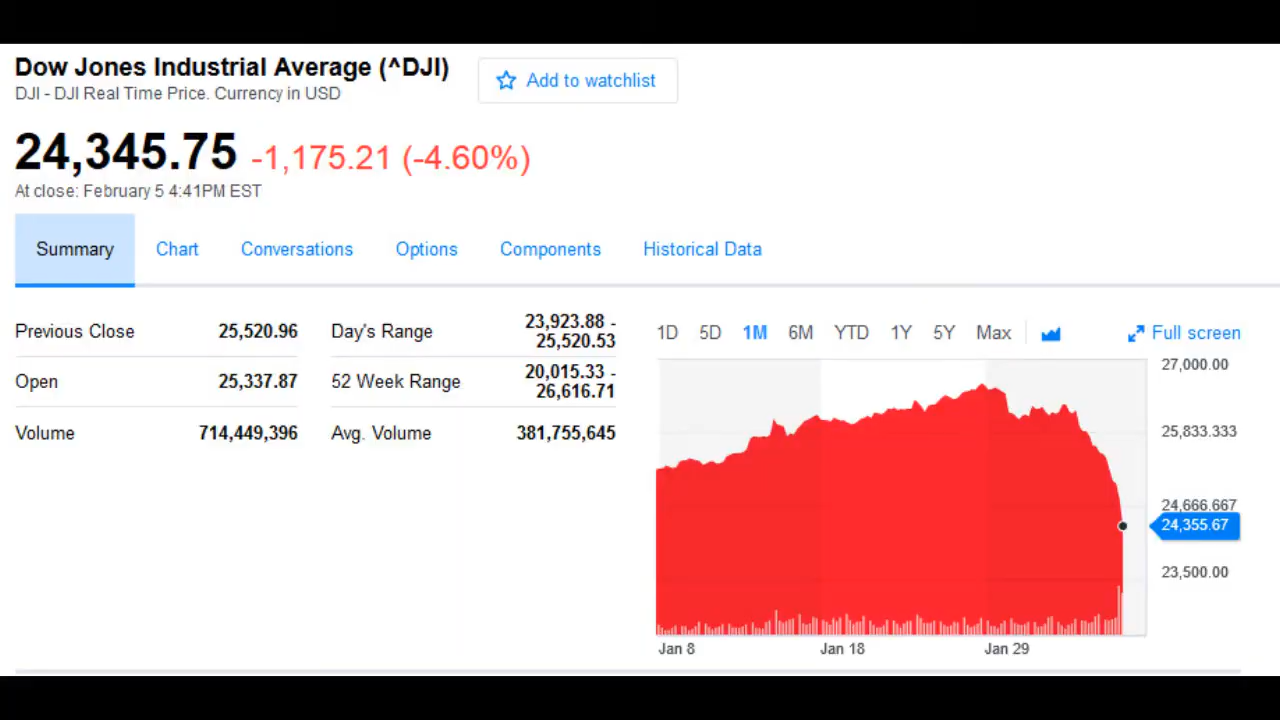 Dow Jones Industrial Average (^DJI)
DJI - DJI Real Time Price. Currency in USD
Add to watchlist
24,345.75 -1,175.21 (-4.60%)
At close: February 5 4:41PM EST
Summary Chart Conversations Options Components Historical Data
Previous Close 25,520.96
Open 25,337.87
Volume 714,449,396
Day's Range 23,923.88 -
25,520.53
52 Week Range 20,015.33 -
26,616.71
Avg. Volume 381,755,645
1D 5D 1M 6M YTD 1Y 5Y Max Full screen
27,000.00
25,833.333
24,666.667
24,355.67
23,500.00
Jan 8 Jan 18 Jan 29